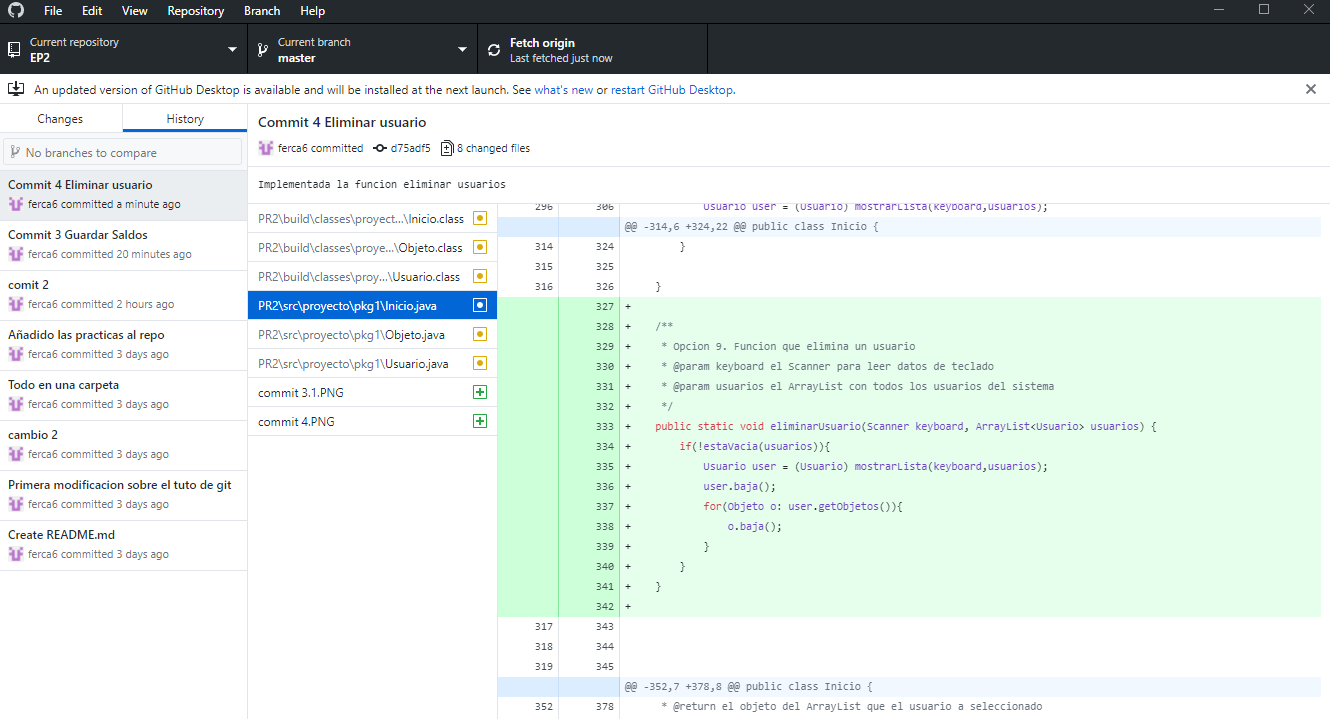 File Edit View Repository Branch Help
Current repository
EP2
Current branch
master
Fetch origin
Last fetched just now
An updated version of GitHub Desktop is available and will be installed at the next launch. See what's new or restart GitHub Desktop.
Changes
History
No branches to compare
Commit 4 Eliminar usuario
ferca6 committed a minute ago
Commit 3 Guardar Saldos
ferca6 committed 20 minutes ago
comit 2
ferca6 committed 2 hours ago
Añadido las practicas al repo
ferca6 committed 3 days ago
Todo en una carpeta
ferca6 committed 3 days ago
cambio 2
ferca6 committed 3 days ago
Primera modificacion sobre el tuto de git
ferca6 committed 3 days ago
Create README.md
ferca6 committed 3 days ago
Commit 4 Eliminar usuario
ferca6 committed d75adf5 8 changed files
Implementada la funcion eliminar usuarios
PR2\build\classes\proyect...\Inicio.class
PR2\build\classes\proye...\Objeto.class
PR2\build\classes\proy...\Usuario.class
PR2\src\proyecto\pkg1\Inicio.java
PR2\src\proyecto\pkg1\Objeto.java
PR2\src\proyecto\pkg1\Usuario.java
commit 3.1.PNG
commit 4.PNG
296 306 Usuario user = (Usuario) mostrarLista(keyboard,usuarios);
@@ -314,6 +324,22 @@ public class Inicio {
314 324 }
315 325
316 326 }
327 +
328 + /**
329 + * Opcion 9. Funcion que elimina un usuario
330 + * @param keyboard el Scanner para leer datos de teclado
331 + * @param usuarios el ArrayList con todos los usuarios del sistema
332 + */
333 + public static void eliminarUsuario(Scanner keyboard, ArrayList<Usuario> usuarios) {
334 + if(!estaVacia(usuarios)){
335 + Usuario user = (Usuario) mostrarLista(keyboard,usuarios);
336 + user.baja();
337 + for(Objeto o: user.getObjetos()){
338 + o.baja();
339 + }
340 + }
341 + }
342 +
317 343
318 344
319 345
@@ -352,7 +378,8 @@ public class Inicio {
352 378 * @return el objeto del ArrayList que el usuario a seleccionado